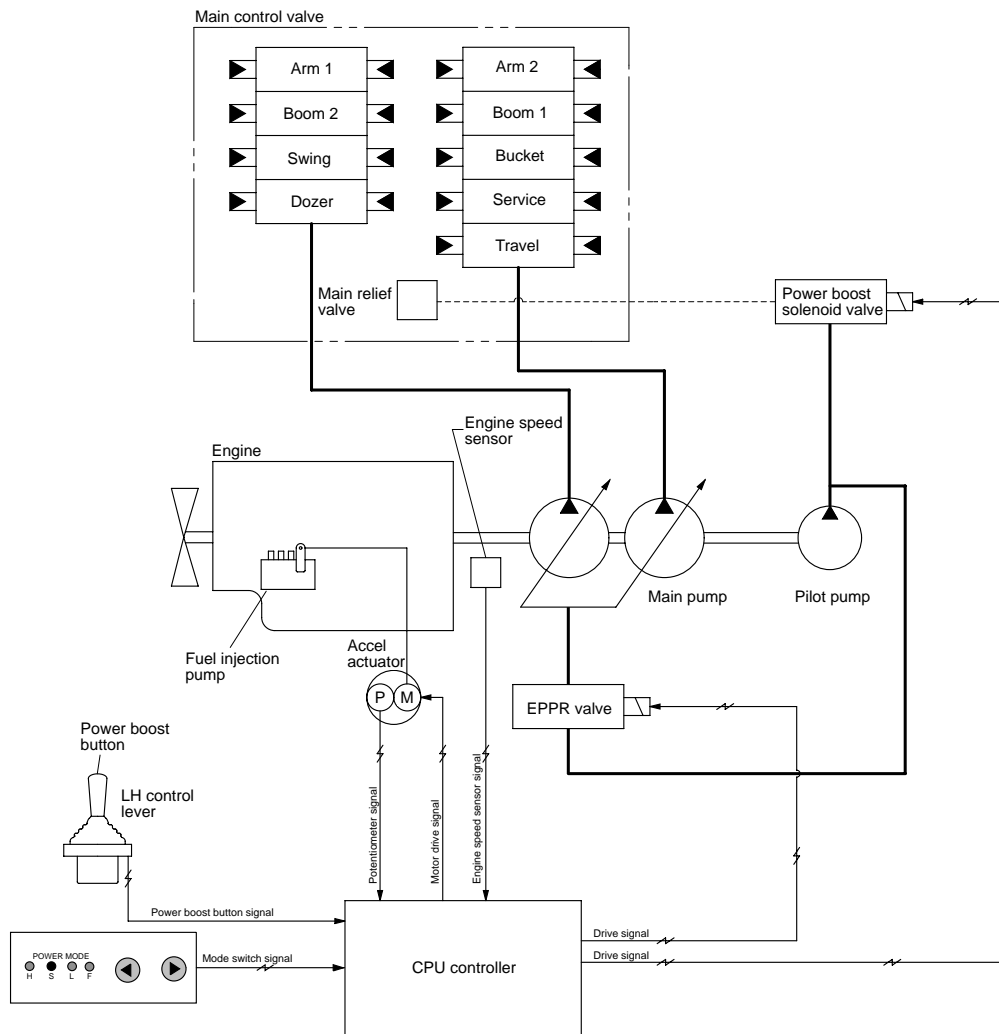 Main control valve
Arm 1
Arm 2
Boom 2
Boom 1
Swing
Bucket
Dozer
Service
Travel
Main relief
valve
Power boost
solenoid valve
Engine speed
sensor
Engine
Main pump
Pilot pump
Fuel injection
pump
Accel
actuator
P
M
EPPR valve
Power boost
button
LH control
lever
Potentiometer signal
Motor drive signal
Engine speed sensor signal
Power boost button signal
Drive signal
POWER MODE
H S L F
Mode switch signal
Drive signal
CPU controller